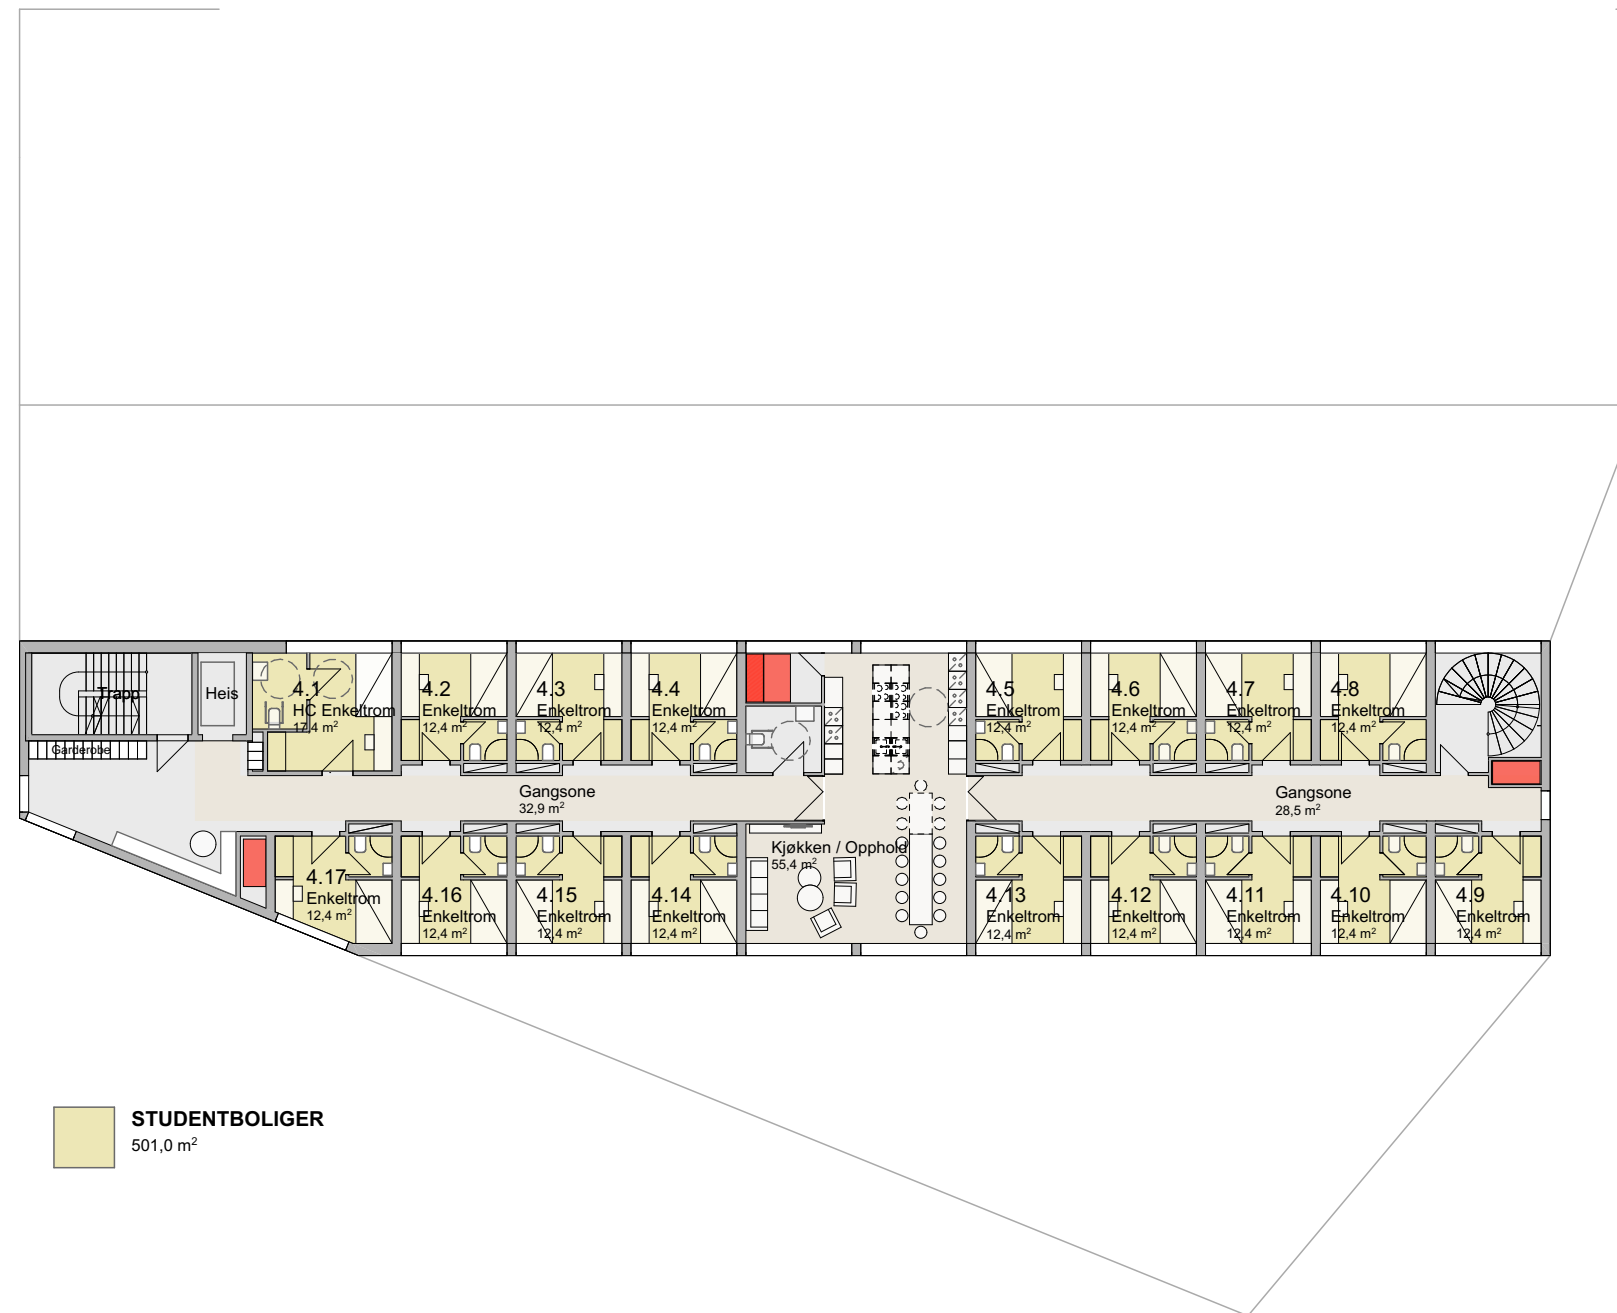 Trapp
Heis
Garderobe
4.1
HC Enkeltrom
17,4 m²
4.2
Enkeltrom
12,4 m²
4.3
Enkeltrom
12,4 m²
4.4
Enkeltrom
12,4 m²
4.5
Enkeltrom
12,4 m²
4.6
Enkeltrom
12,4 m²
4.7
Enkeltrom
12,4 m²
4.8
Enkeltrom
12,4 m²
Gangsone
32,9 m²
Gangsone
28,5 m²
Kjøkken / Opphold
55,4 m²
4.17
Enkeltrom
12,4 m²
4.16
Enkeltrom
12,4 m²
4.15
Enkeltrom
12,4 m²
4.14
Enkeltrom
12,4 m²
4.13
Enkeltrom
12,4 m²
4.12
Enkeltrom
12,4 m²
4.11
Enkeltrom
12,4 m²
4.10
Enkeltrom
12,4 m²
4.9
Enkeltrom
12,4 m²
STUDENTBOLIGER
501,0 m²